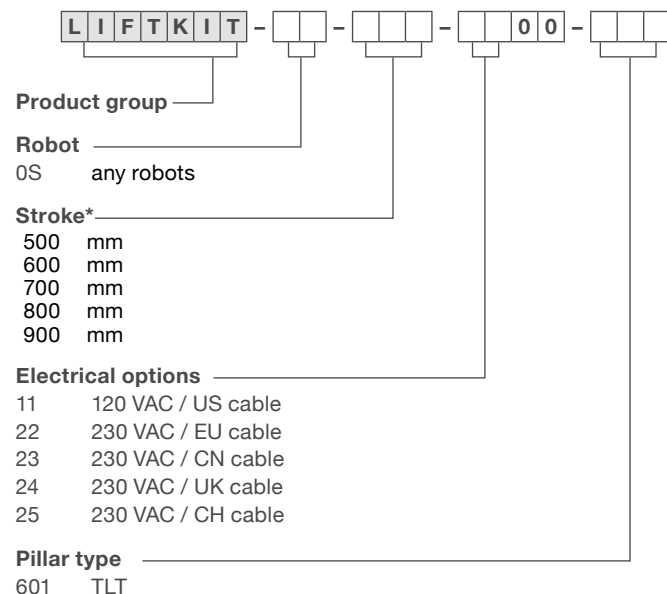 LIFTKIT - - - 00 -
Product group
Robot
0S any robots
Stroke*
500 mm
600 mm
700 mm
800 mm
900 mm
Electrical options
11 120 VAC / US cable
22 230 VAC / EU cable
23 230 VAC / CN cable
24 230 VAC / UK cable
25 230 VAC / CH cable
Pillar type
601 TLT